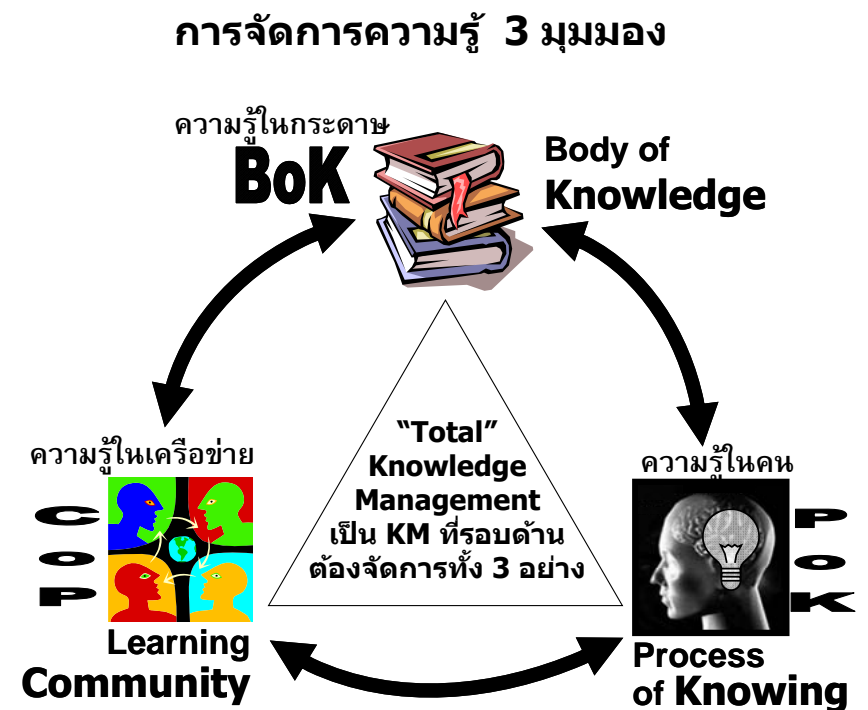 การจัดการความรู้ 3 มุมมอง
ความรู้ในกระดาษ
BoK
Body of
Knowledge
"Total"
Knowledge
Management
เป็น KM ที่รอบด้าน
ต้องจัดการทั้ง 3 อย่าง
ความรู้ในเครือข่าย
COP
Learning
Community
ความรู้ในคน
POK
Process
of Knowing